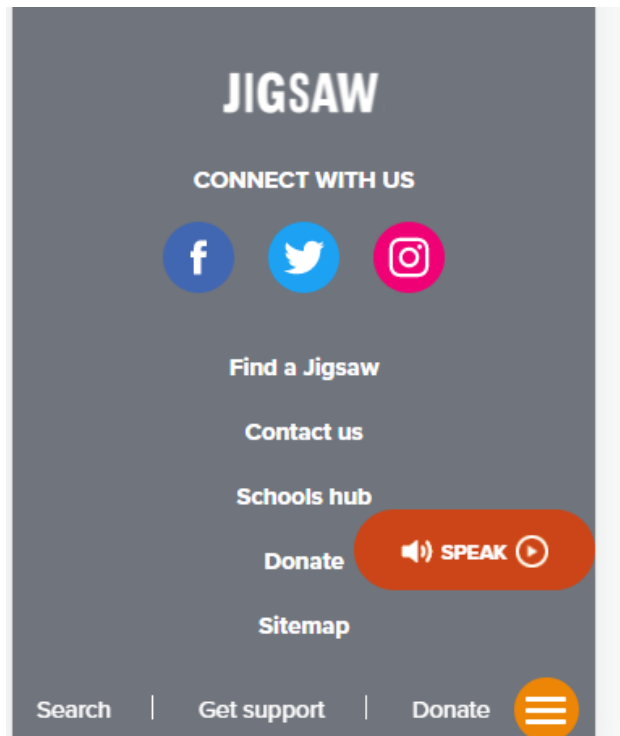 JIGSAW
CONNECT WITH US
Find a Jigsaw
Contact us
Schools hub
SPEAK
Donate
Sitemap
Search | Get support | Donate